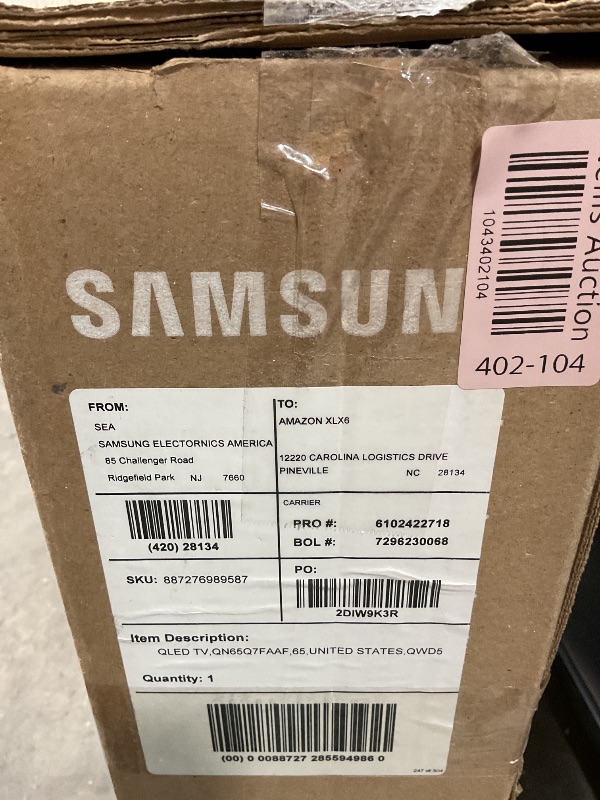 SAMSUN
Auction
1043402104
402-104
FROM:
SEA
SAMSUNG ELECTORNICS AMERICA
85 Challenger Road
Ridgefield Park NJ 7660
TO:
AMAZON XLX6
12220 CAROLINA LOGISTICS DRIVE
PINEVILLE NC 28134
(420) 28134
CARRIER
PRO #: 6102422718
BOL #: 7296230068
SKU: 887276989587
PO:
2DIW9K3R
Item Description:
QLED TV,QN65Q7FAAF,65,UNITED STATES,QWD5
Quantity: 1
(00) 0 0088727 285594986 0